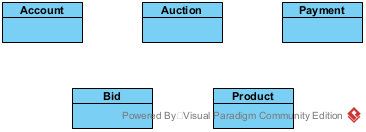 Account
Auction
Payment
Bid
Product
Powered By Visual Paradigm Community Edition